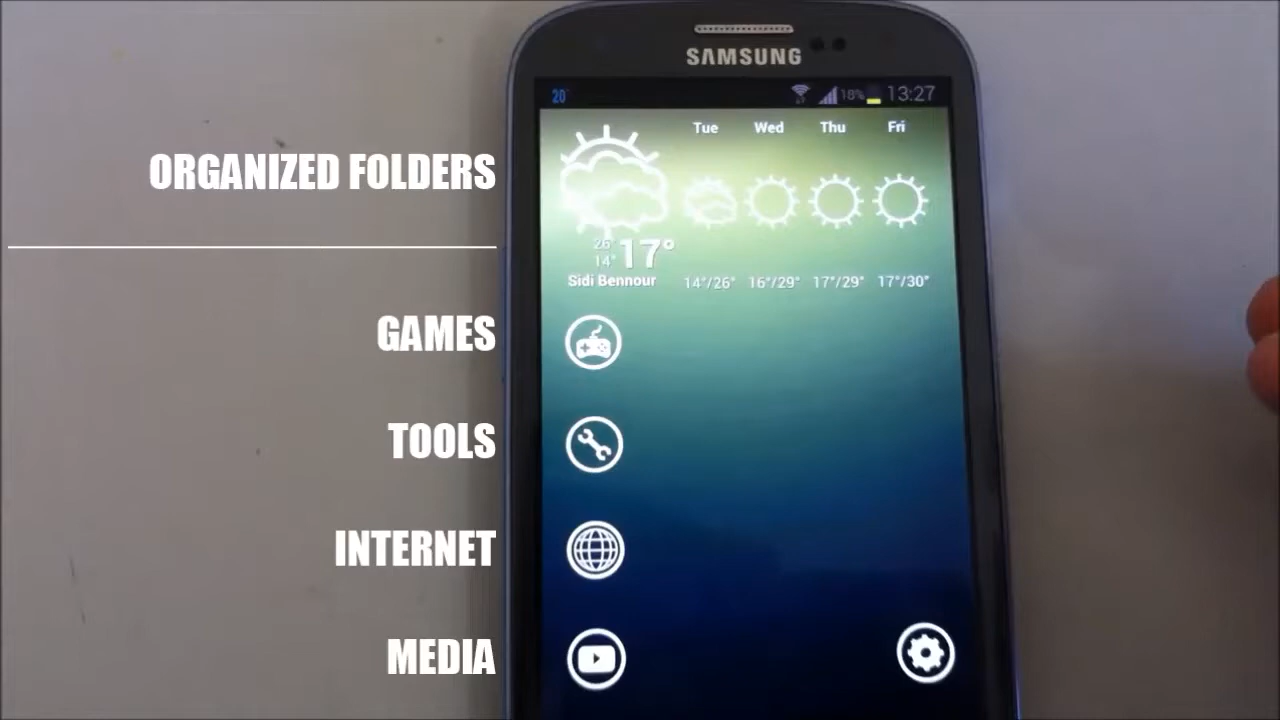 SAMSUNG
20°
18%
13:27
Tue Wed Thu Fri
ORGANIZED FOLDERS
26°
14°
17°
Sidi Bennour
14°/26° 16°/29° 17°/29° 17°/30°
GAMES
TOOLS
INTERNET
MEDIA